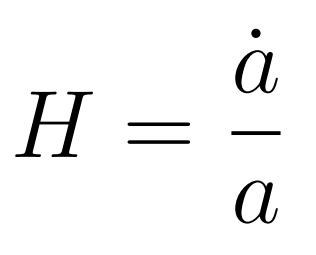 H = ȧ / a